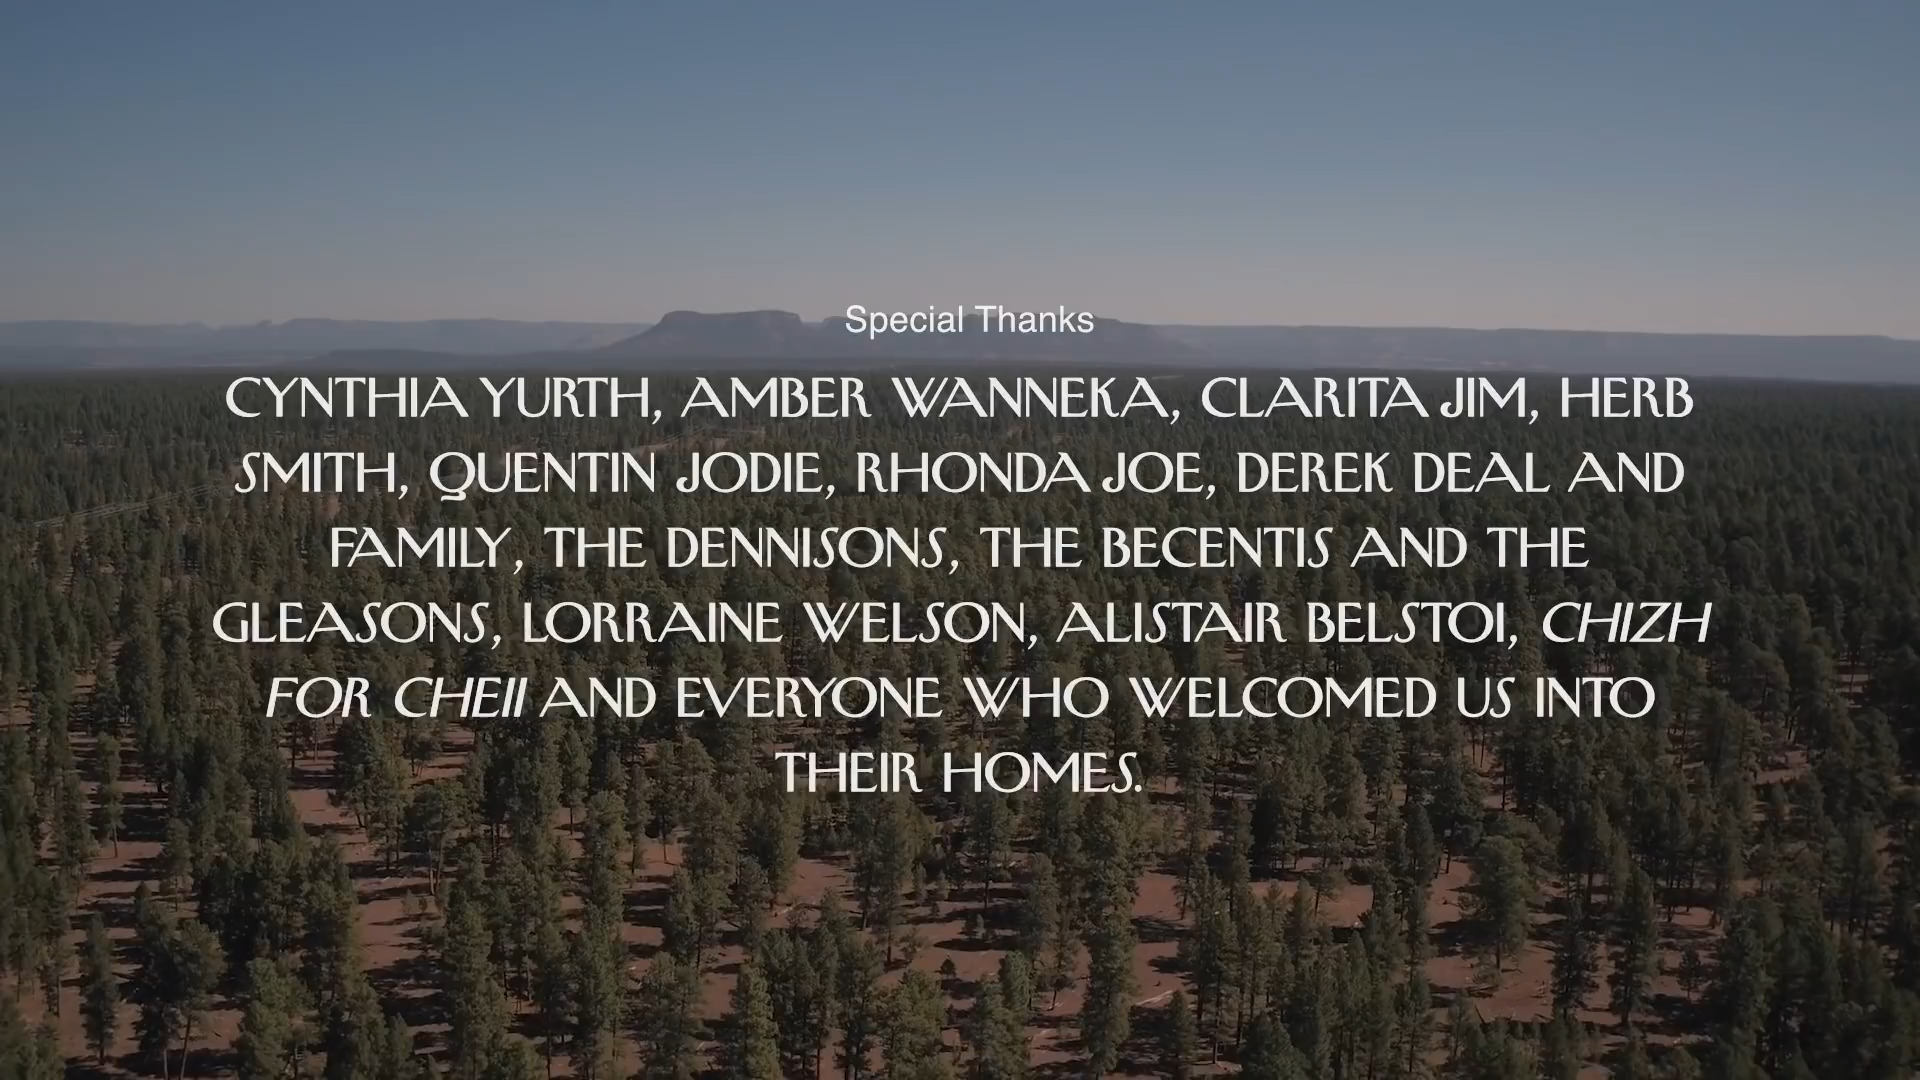 Special Thanks
CYNTHIA YURTH, AMBER WANNEKA, CLARITA JIM, HERB
SMITH, QUENTIN JODIE, RHONDA JOE, DEREK DEAL AND
FAMILY, THE DENNISONS, THE BECENTIS AND THE
GLEASONS, LORRAINE WELSON, ALISTAIR BELSTOI, CHIZH
FOR CHEII AND EVERYONE WHO WELCOMED US INTO
THEIR HOMES.